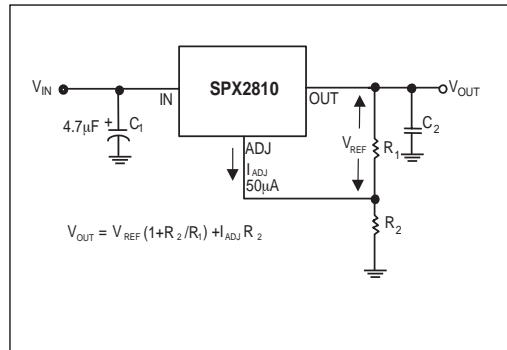 SPX2810
V_IN
IN
OUT
V_OUT
4.7µF + C_1
ADJ
I_ADJ
50µA
V_REF
R_1
C_2
R_2
V_OUT = V_REF (1+R_2/R_1) +I_ADJ R_2